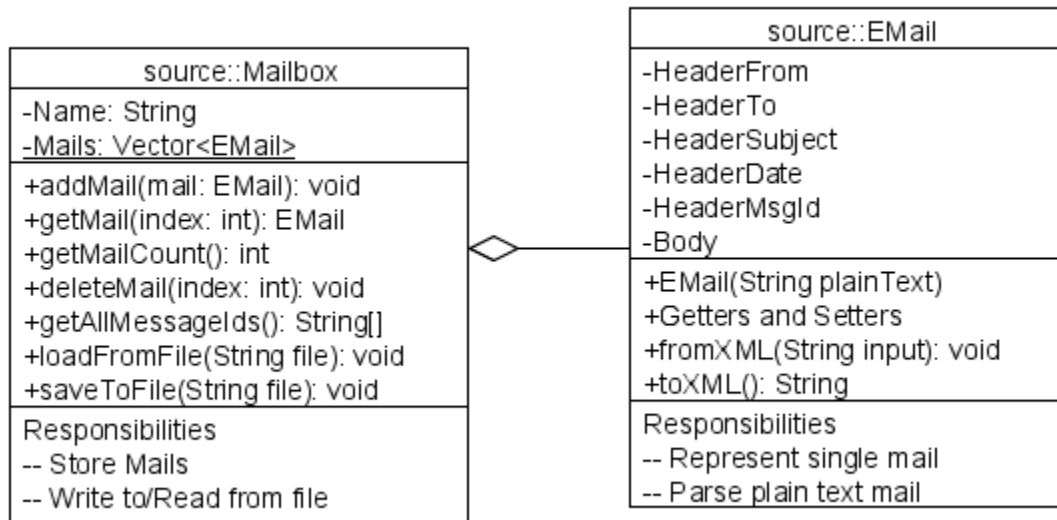 source::Mailbox
-Name: String
-Mails: Vector<EMail>
+addMail(mail: EMail): void
+getMail(index: int): EMail
+getMailCount(): int
+deleteMail(index: int): void
+getAllMessageIds(): String[]
+loadFromFile(String file): void
+saveToFile(String file): void
Responsibilities
-- Store Mails
-- Write to/Read from file
source::EMail
-HeaderFrom
-HeaderTo
-HeaderSubject
-HeaderDate
-HeaderMsgId
-Body
+EMail(String plainText)
+Getters and Setters
+fromXML(String input): void
+toXML(): String
Responsibilities
-- Represent single mail
-- Parse plain text mail